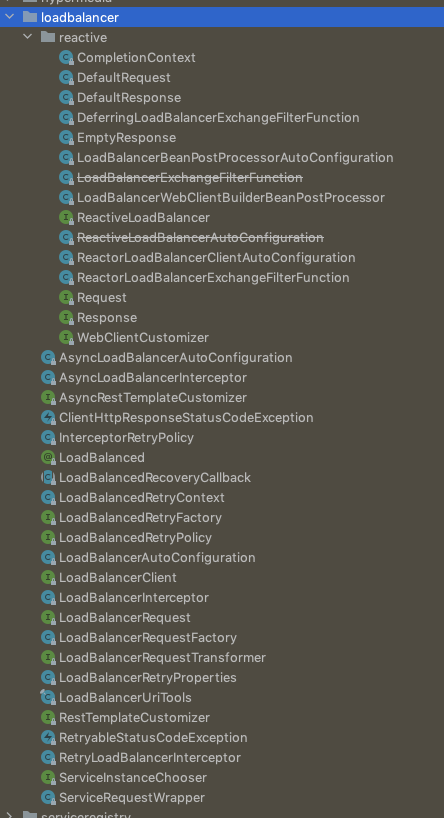 hypermedia
loadbalancer
reactive
CompletionContext
DefaultRequest
DefaultResponse
DeferringLoadBalancerExchangeFilterFunction
EmptyResponse
LoadBalancerBeanPostProcessorAutoConfiguration
LoadBalancerExchangeFilterFunction
LoadBalancerWebClientBuilderBeanPostProcessor
ReactiveLoadBalancer
ReactiveLoadBalancerAutoConfiguration
ReactorLoadBalancerClientAutoConfiguration
ReactorLoadBalancerExchangeFilterFunction
Request
Response
WebClientCustomizer
AsyncLoadBalancerAutoConfiguration
AsyncLoadBalancerInterceptor
AsyncRestTemplateCustomizer
ClientHttpResponseStatusCodeException
InterceptorRetryPolicy
LoadBalanced
LoadBalancedRecoveryCallback
LoadBalancedRetryContext
LoadBalancedRetryFactory
LoadBalancedRetryPolicy
LoadBalancerAutoConfiguration
LoadBalancerClient
LoadBalancerInterceptor
LoadBalancerRequest
LoadBalancerRequestFactory
LoadBalancerRequestTransformer
LoadBalancerRetryProperties
LoadBalancerUriTools
RestTemplateCustomizer
RetryableStatusCodeException
RetryLoadBalancerInterceptor
ServiceInstanceChooser
ServiceRequestWrapper
serviceregistry